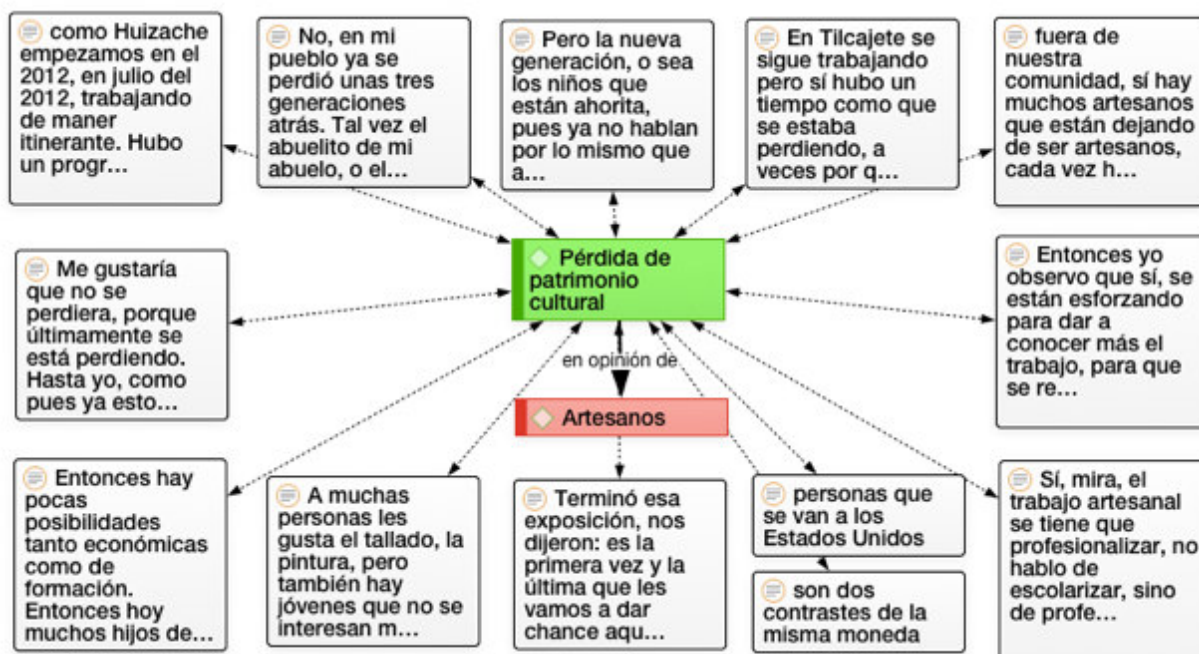 como Huizache
empezamos en el
2012, en julio del
2012, trabajando
de maner
itinerante. Hubo
un progr...
No, en mi
pueblo ya se
perdió unas tres
generaciones
atrás. Tal vez el
abuelito de mi
abuelo, o el...
Pero la nueva
generación, o sea
los niños que
están ahorita,
pues ya no hablan
por lo mismo que
a...
En Tilcajete se
sigue trabajando
pero sí hubo un
tiempo como que
se estaba
perdiendo, a
veces por q...
fuera de
nuestra
comunidad, sí hay
muchos artesanos
que están dejando
de ser artesanos,
cada vez h...
Me gustaría
que no se
perdiera, porque
últimamente se
está perdiendo.
Hasta yo, como
pues ya esto...
Pérdida de
patrimonio
cultural
Entonces yo
observo que sí, se
están esforzando
para dar a
conocer más el
trabajo, para que
se re...
en opinión de
Artesanos
Entonces hay
pocas
posibilidades
tanto económicas
como de
formación.
Entonces hoy
muchos hijos de...
A muchas
personas les
gusta el tallado, la
pintura, pero
también hay
jóvenes que no se
interesan m...
Terminó esa
exposición, nos
dijeron: es la
primera vez y la
última que les
vamos a dar
chance aqu...
personas que
se van a los
Estados Unidos
son dos
contrastes de la
misma moneda
Sí, mira, el
trabajo artesanal
se tiene que
profesionalizar, no
hablo de
escolarizar, sino
de profe...